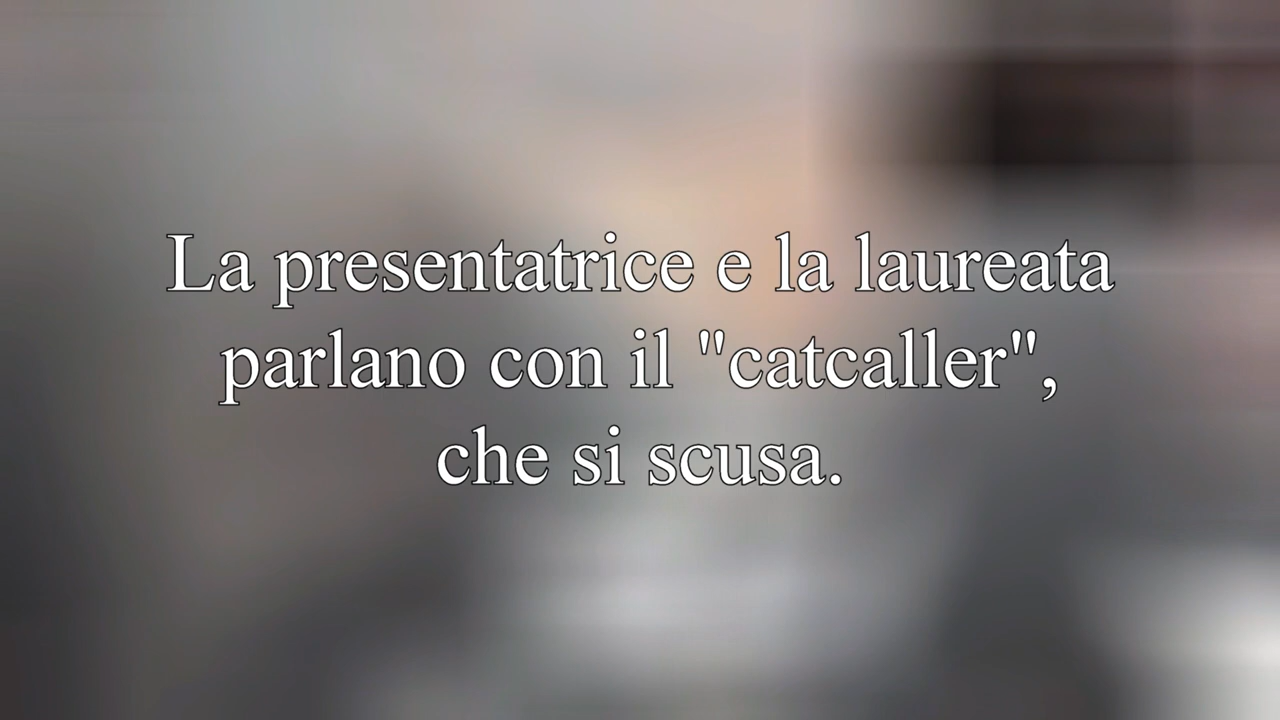 La presentatrice e la laureata
parlano con il "catcaller",
che si scusa.